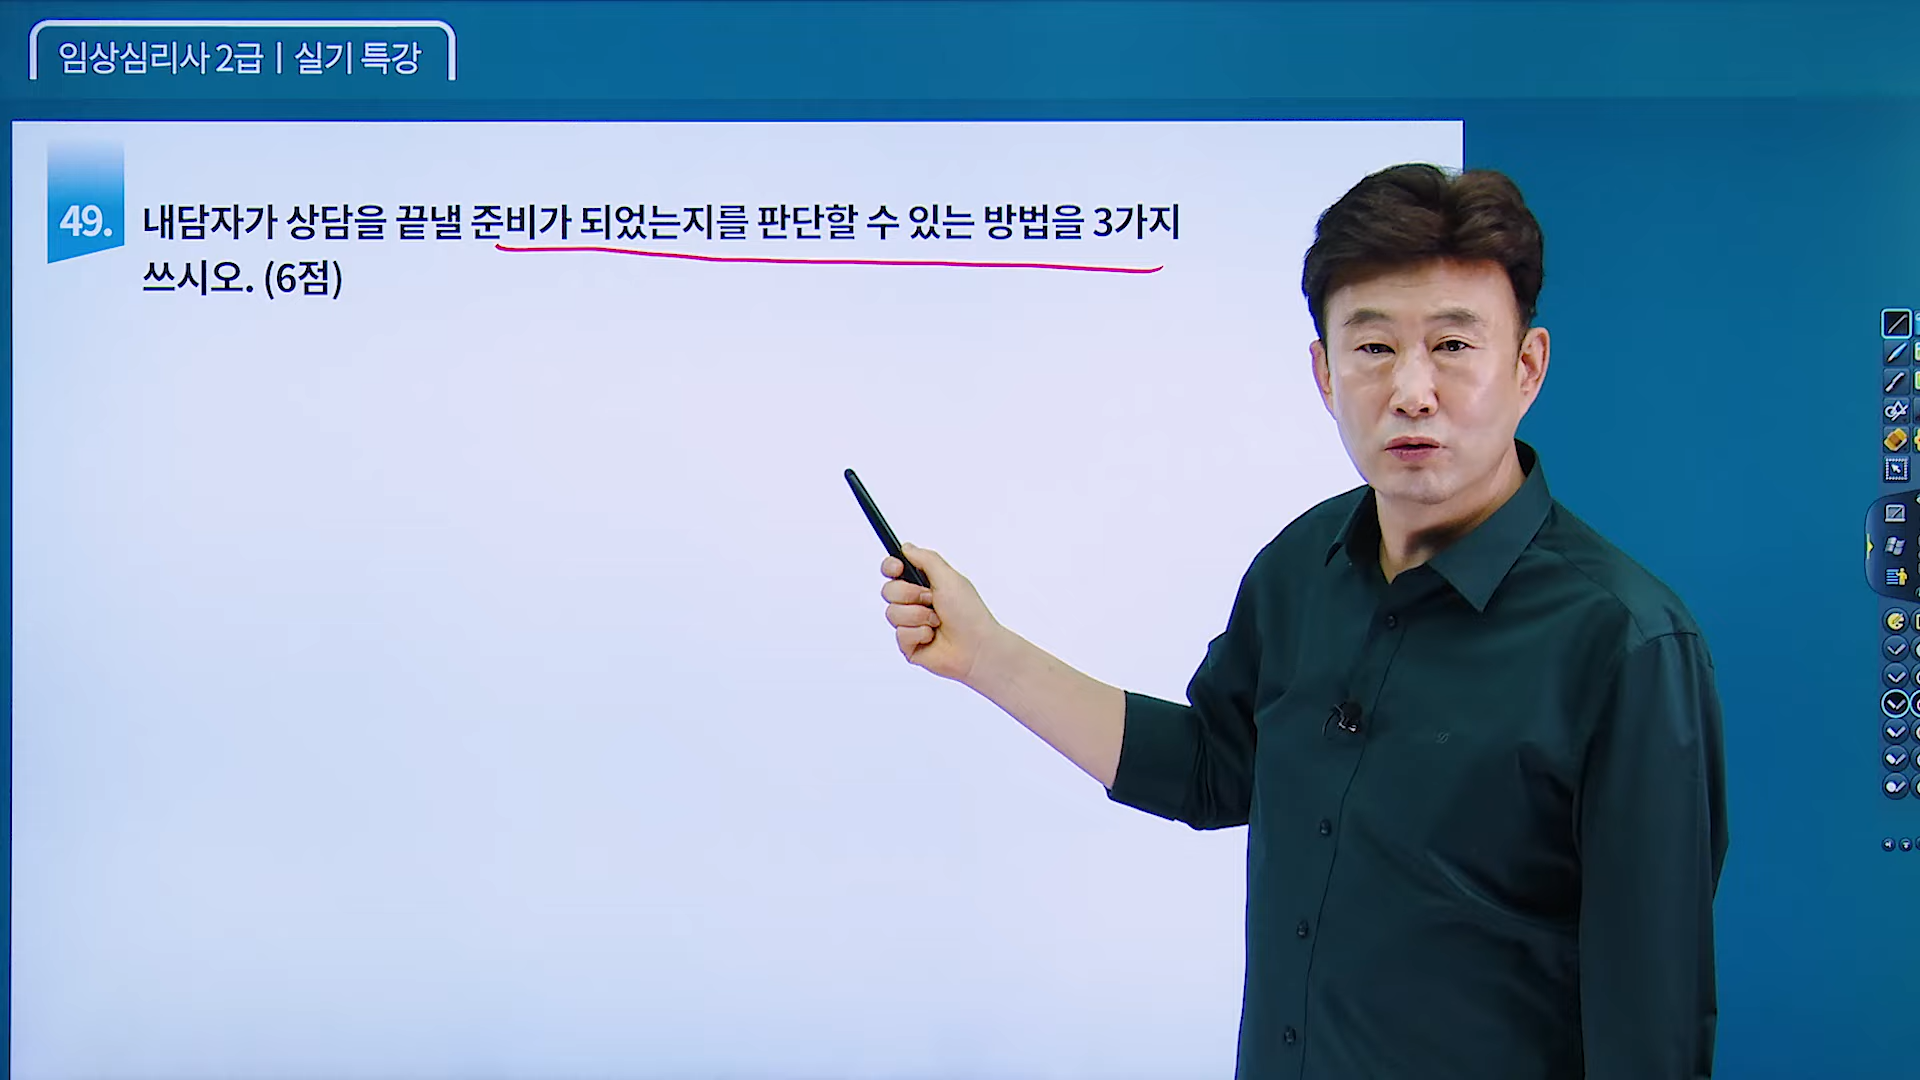 임상심리사 2급 | 실기 특강
49. 내담자가 상담을 끝낼 준비가 되었는지를 판단할 수 있는 방법을 3가지
쓰시오. (6점)